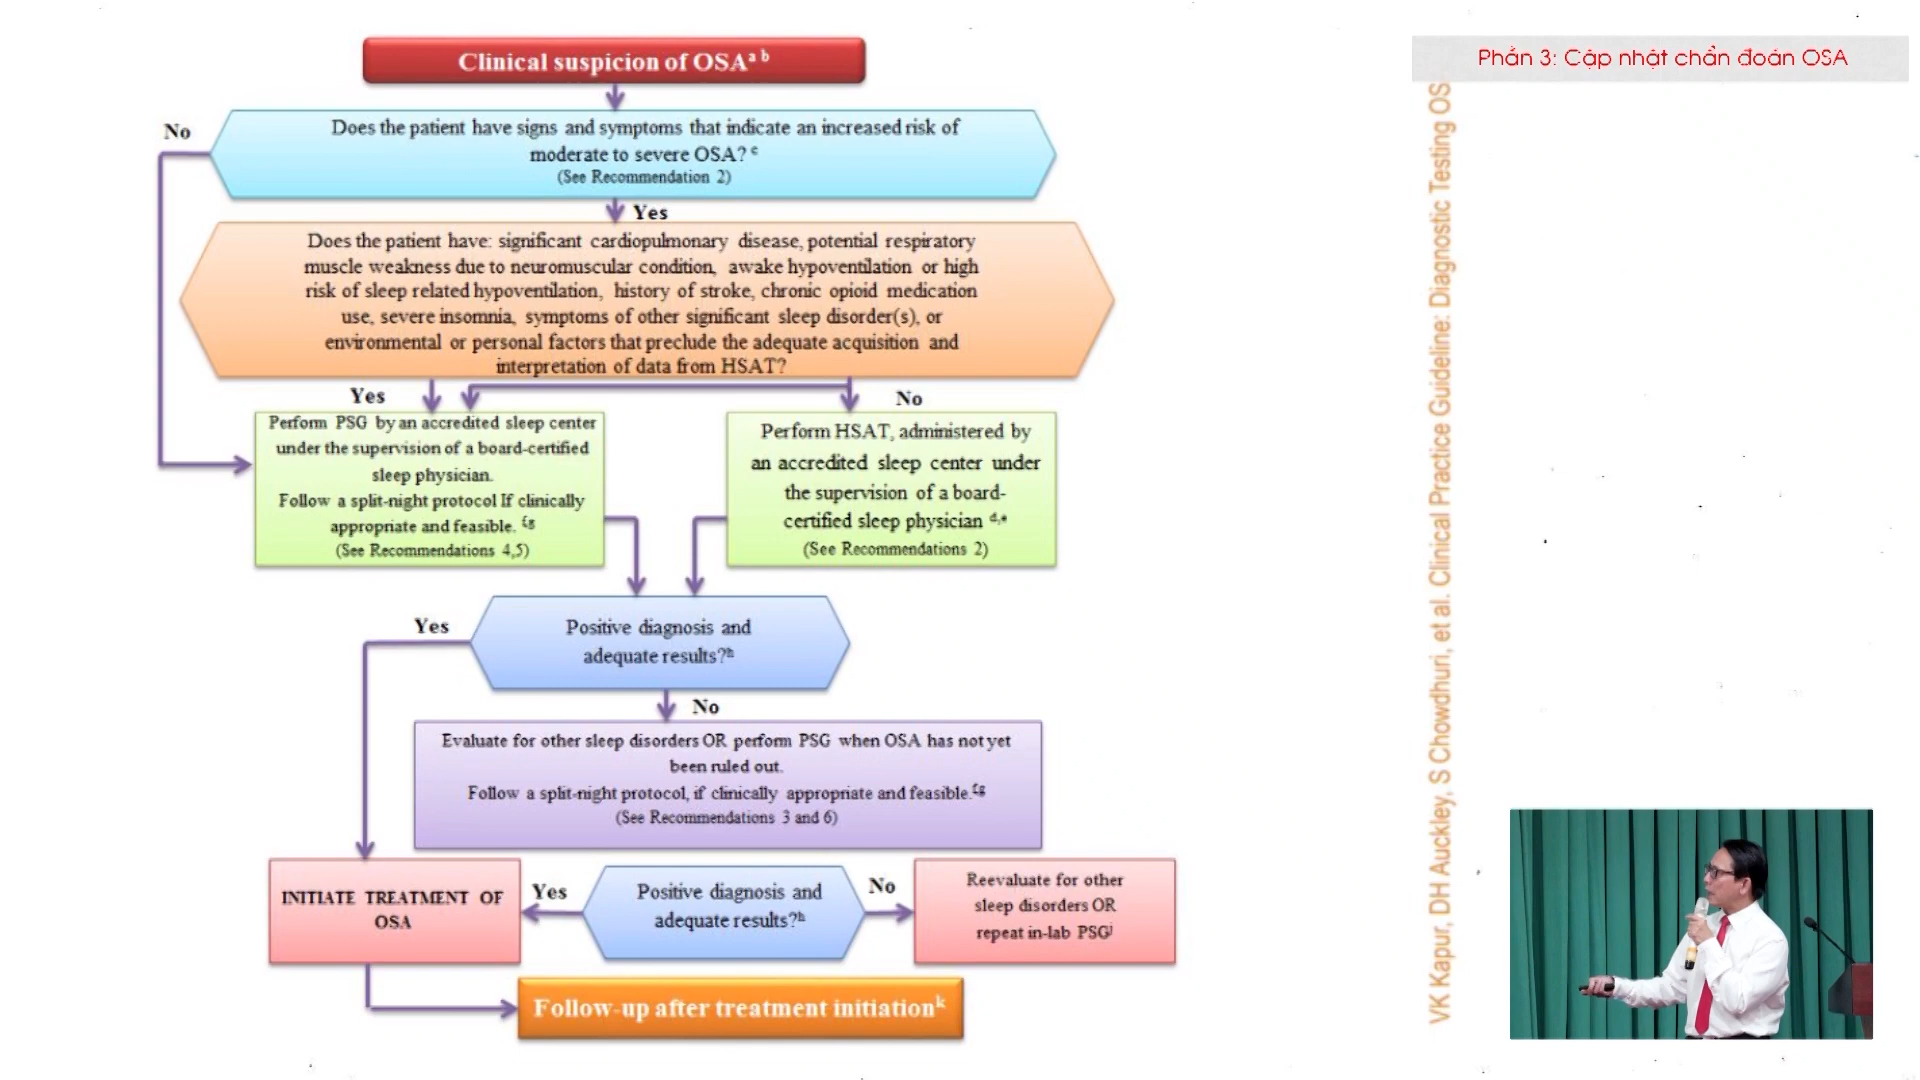 Clinical suspicion of OSAᵃ ᵇ
Phần 3: Cập nhật chẩn đoán OSA
No
Does the patient have signs and symptoms that indicate an increased risk of
moderate to severe OSA? ᶜ
(See Recommendation 2)
Yes
Does the patient have: significant cardiopulmonary disease, potential respiratory
muscle weakness due to neuromuscular condition, awake hypoventilation or high
risk of sleep related hypoventilation, history of stroke, chronic opioid medication
use, severe insomnia, symptoms of other significant sleep disorder(s), or
environmental or personal factors that preclude the adequate acquisition and
interpretation of data from HSAT?
Yes
No
Perform PSG by an accredited sleep center
under the supervision of a board-certified
sleep physician.
Follow a split-night protocol If clinically
appropriate and feasible. ᶠᵍ
(See Recommendations 4,5)
Perform HSAT, administered by
an accredited sleep center under
the supervision of a board-
certified sleep physician ᵈ,ᵉ
(See Recommendations 2)
Yes
Positive diagnosis and
adequate results?ʰ
No
Evaluate for other sleep disorders OR perform PSG when OSA has not yet
been ruled out.
Follow a split-night protocol, if clinically appropriate and feasible.ᶠᵍ
(See Recommendations 3 and 6)
INITIATE TREATMENT OF
OSA
Yes
Positive diagnosis and
adequate results?ʰ
No
Reevaluate for other
sleep disorders OR
repeat in-lab PSGʲ
Follow-up after treatment initiationᵏ
VK Kapur, DH Auckley, S Chowdhuri, et al. Clinical Practice Guideline: Diagnostic Testing OS